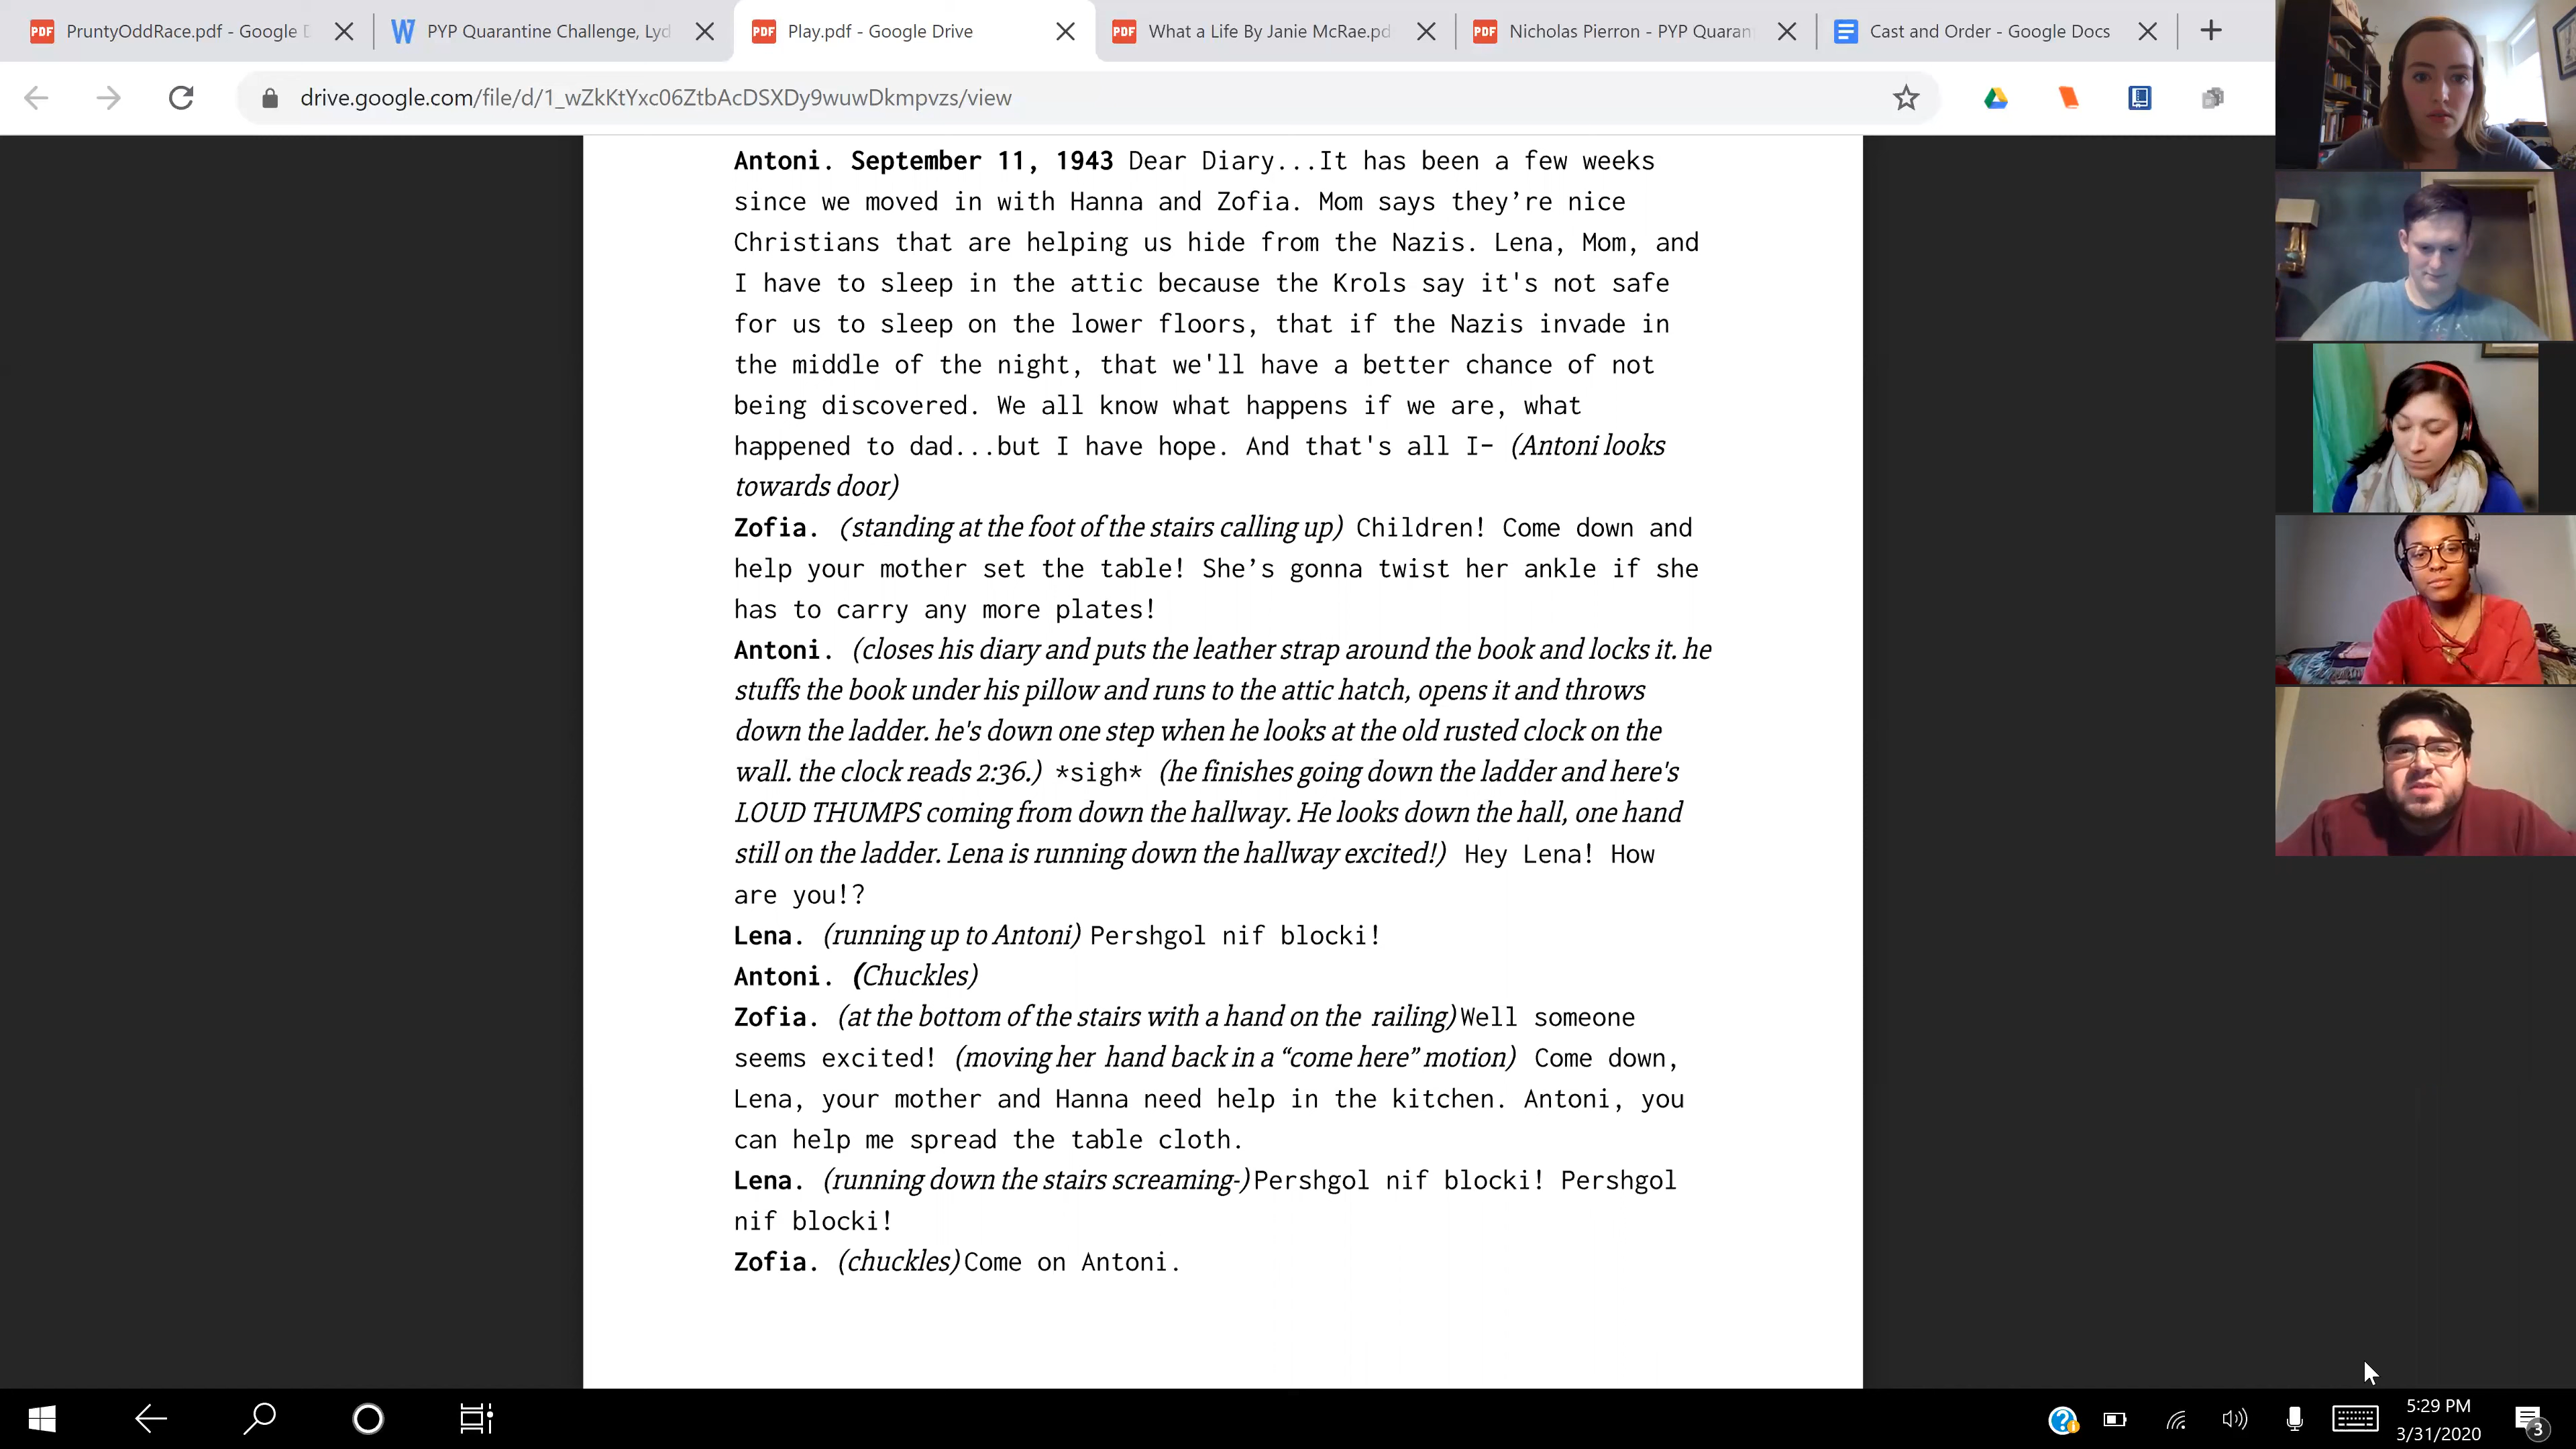 PruntyOddRace.pdf - Google D
PYP Quarantine Challenge, Lyd
Play.pdf - Google Drive
What a Life By Janie McRae.pd
Nicholas Pierron - PYP Quaran
Cast and Order - Google Docs
drive.google.com/file/d/1_wZkKtYxc06ZtbAcDSXDy9wuwDkmpvzs/view
Antoni. September 11, 1943 Dear Diary...It has been a few weeks
since we moved in with Hanna and Zofia. Mom says they’re nice
Christians that are helping us hide from the Nazis. Lena, Mom, and
I have to sleep in the attic because the Krols say it's not safe
for us to sleep on the lower floors, that if the Nazis invade in
the middle of the night, that we'll have a better chance of not
being discovered. We all know what happens if we are, what
happened to dad...but I have hope. And that's all I- (Antoni looks
towards door)
Zofia. (standing at the foot of the stairs calling up) Children! Come down and
help your mother set the table! She’s gonna twist her ankle if she
has to carry any more plates!
Antoni. (closes his diary and puts the leather strap around the book and locks it. he
stuffs the book under his pillow and runs to the attic hatch, opens it and throws
down the ladder. he's down one step when he looks at the old rusted clock on the
wall. the clock reads 2:36.) *sigh* (he finishes going down the ladder and here's
LOUD THUMPS coming from down the hallway. He looks down the hall, one hand
still on the ladder. Lena is running down the hallway excited!) Hey Lena! How
are you!?
Lena. (running up to Antoni) Pershgol nif blocki!
Antoni. (Chuckles)
Zofia. (at the bottom of the stairs with a hand on the railing)Well someone
seems excited! (moving her hand back in a “come here” motion) Come down,
Lena, your mother and Hanna need help in the kitchen. Antoni, you
can help me spread the table cloth.
Lena. (running down the stairs screaming-)Pershgol nif blocki! Pershgol
nif blocki!
Zofia. (chuckles)Come on Antoni.
5:29 PM
3/31/2020
3